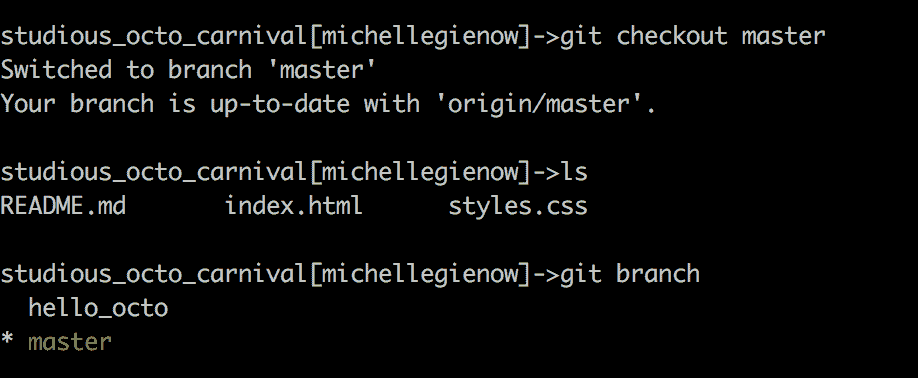 studious_octo_carnival[michellegienow]->git checkout master
Switched to branch 'master'
Your branch is up-to-date with 'origin/master'.
studious_octo_carnival[michellegienow]->ls
README.md       index.html      styles.css
studious_octo_carnival[michellegienow]->git branch
  hello_octo
* master